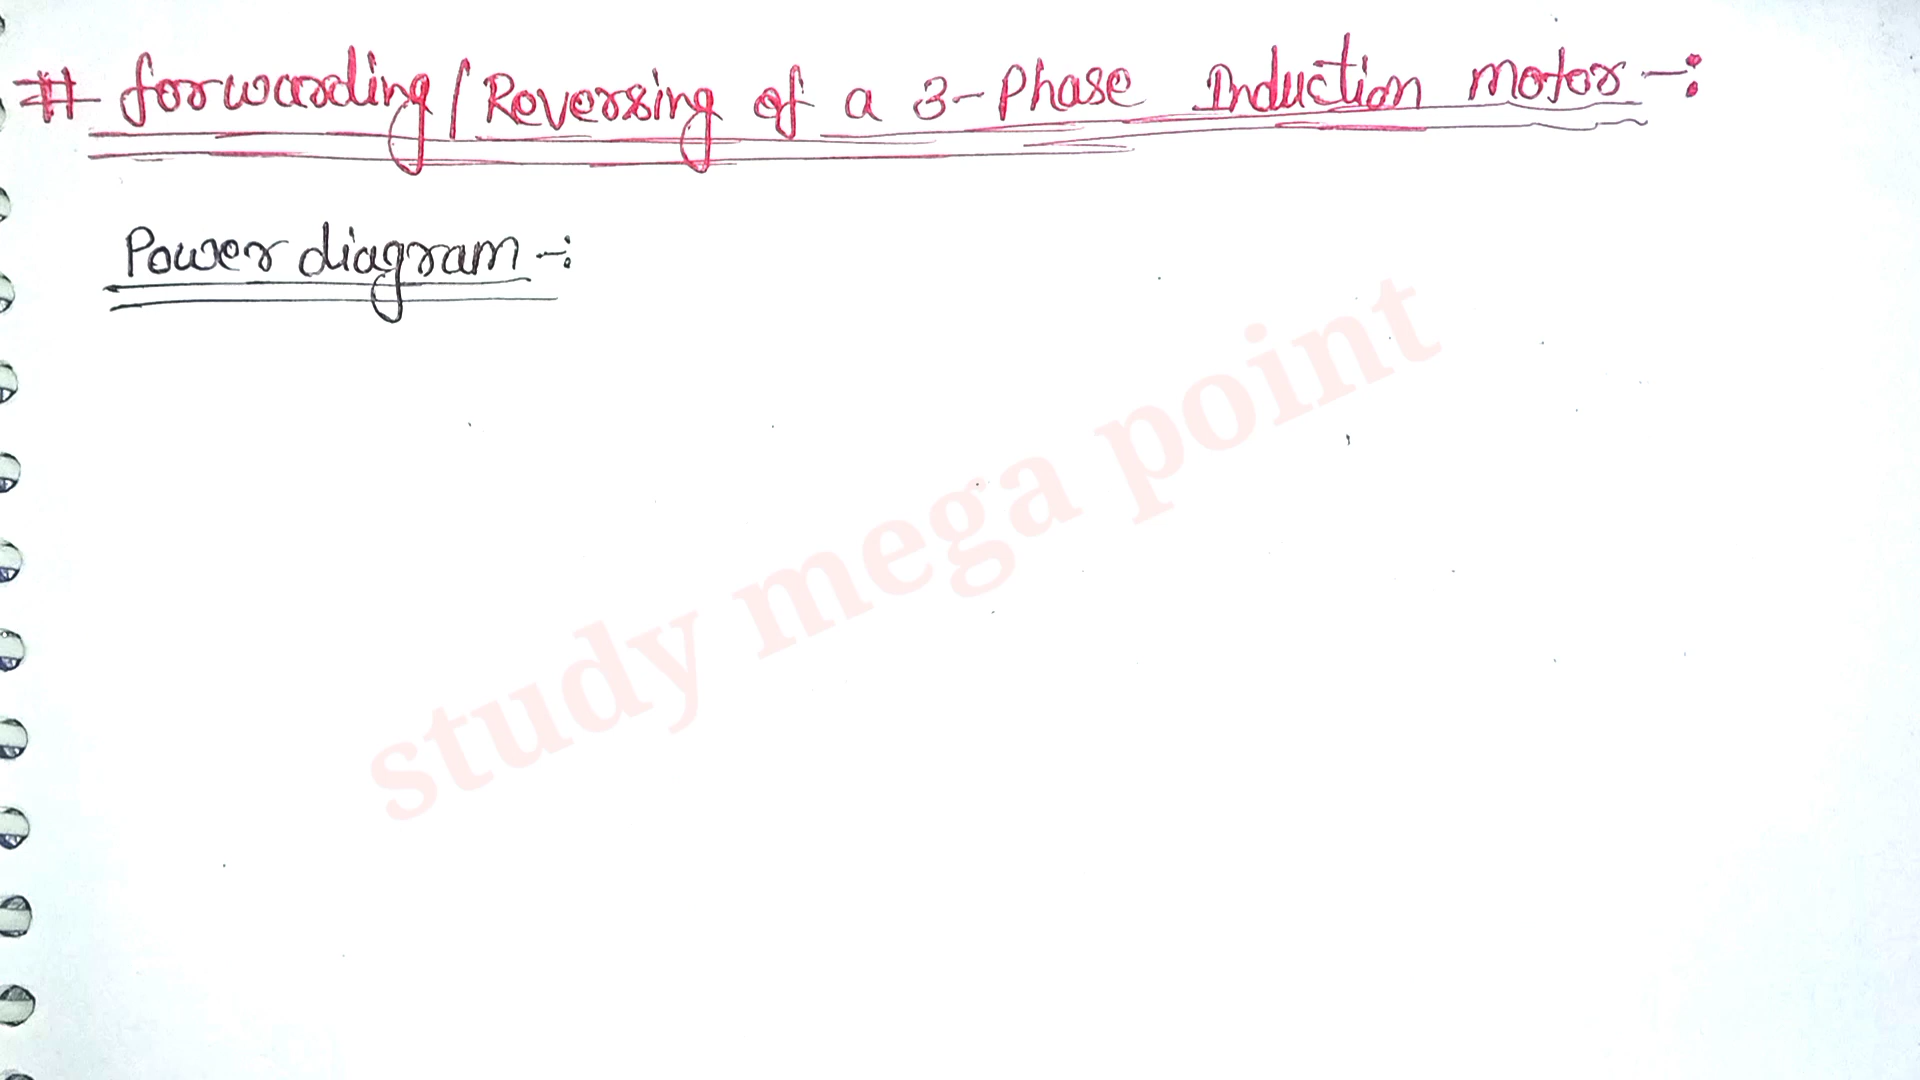 # forwarding/Reversing of a 3-Phase Induction motor -:
Power diagram -:
study mega point